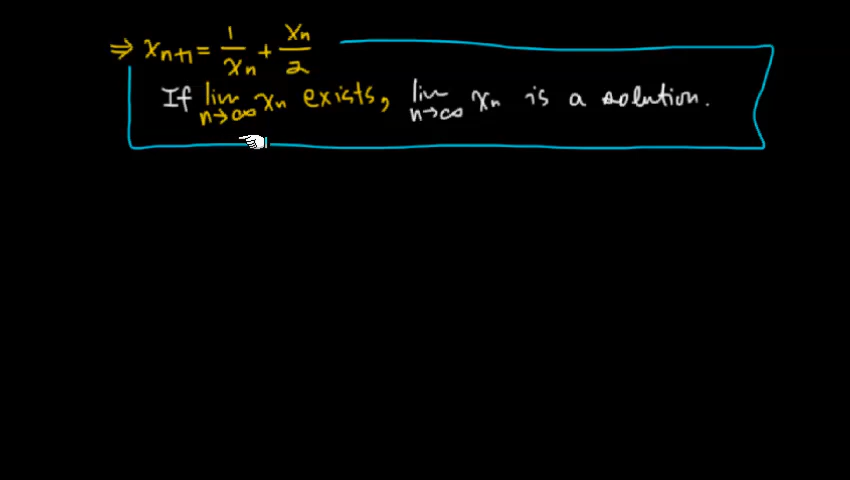 ⇒ xₙ₊₁ = 1/xₙ + xₙ/2
If lim n→∞ xₙ exists, lim n→∞ xₙ is a solution.